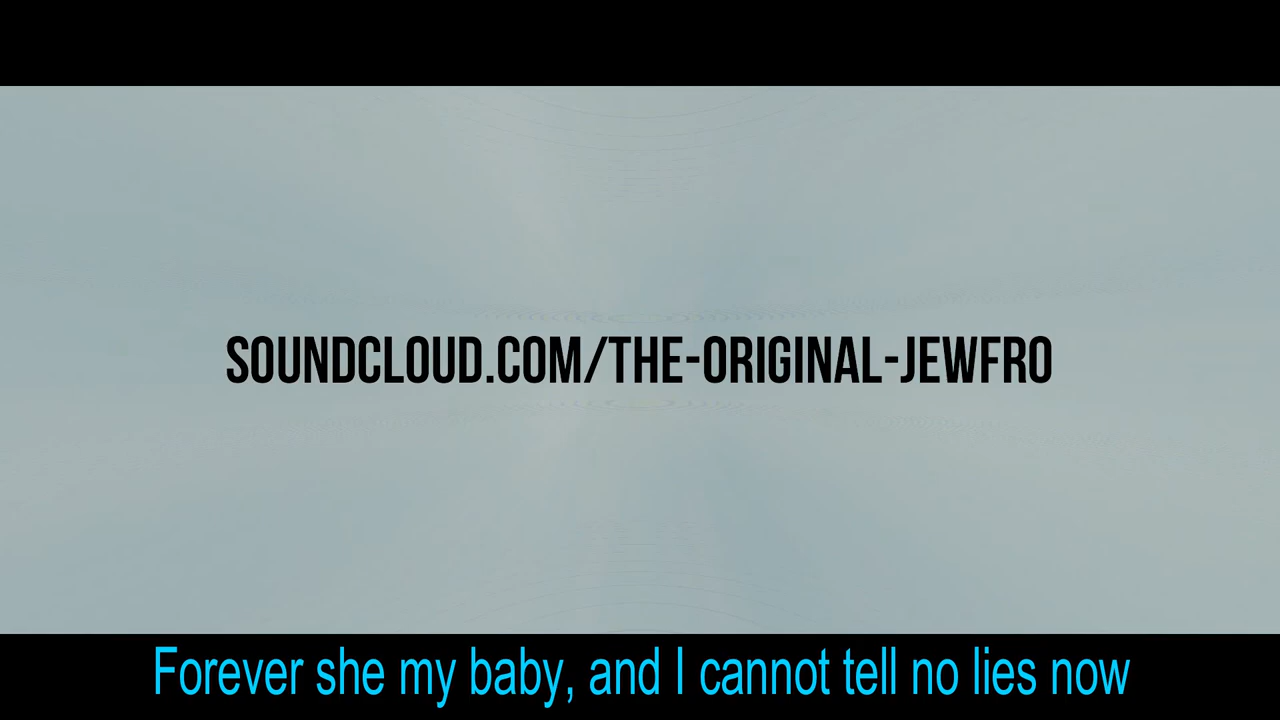 SOUNDCLOUD.COM/THE-ORIGINAL-JEWFRO
Forever she my baby, and I cannot tell no lies now